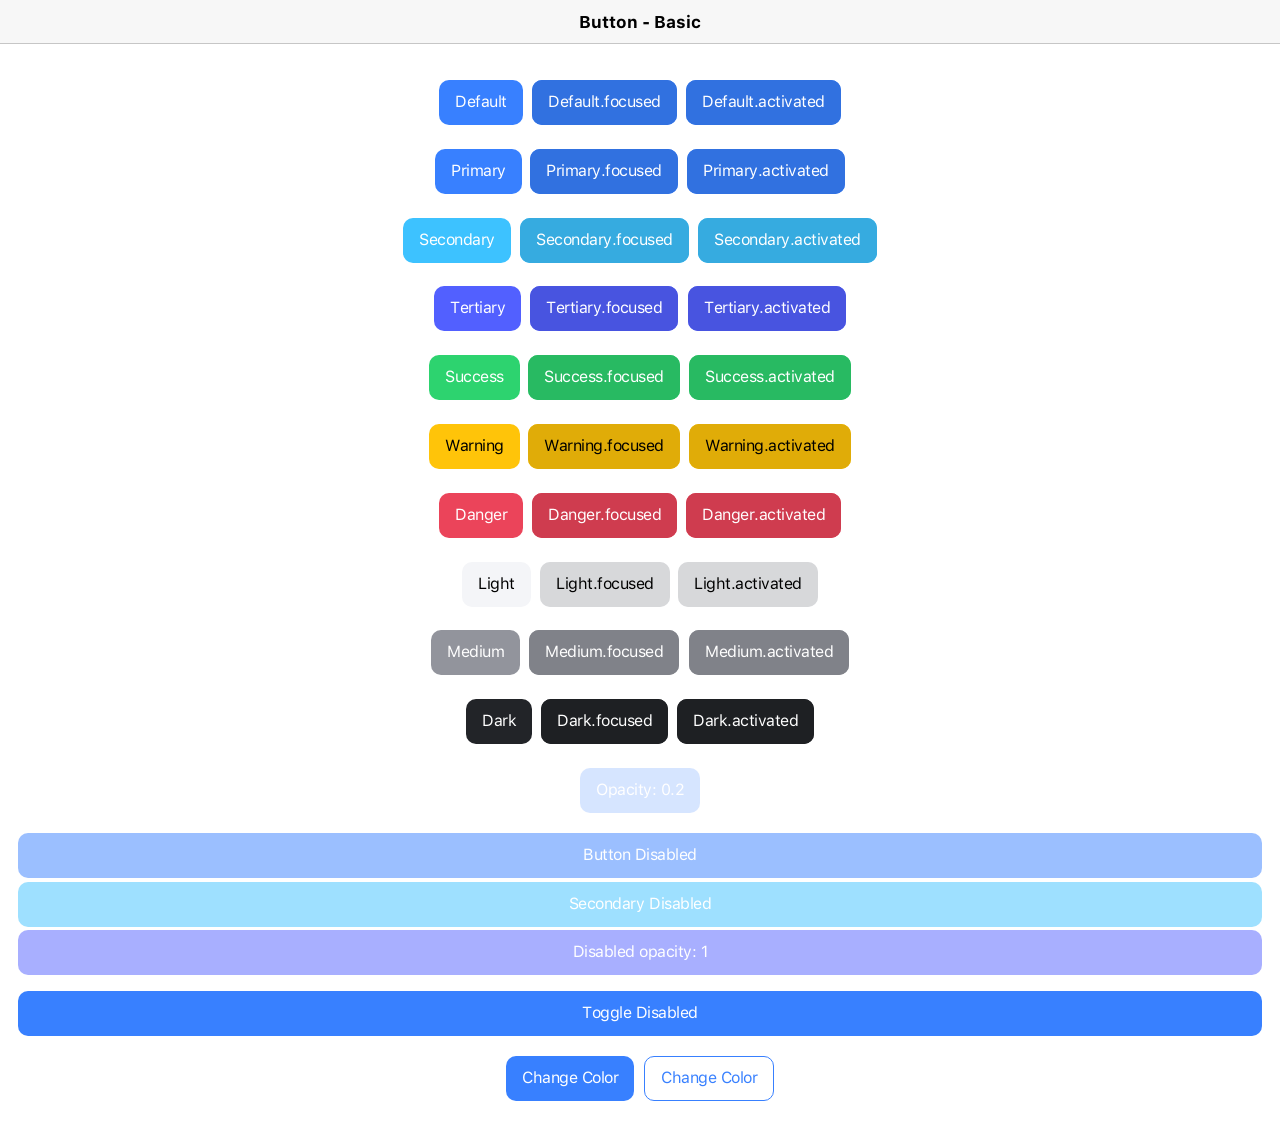 Button - Basic
Default Default.focused Default.activated
Primary Primary.focused Primary.activated
Secondary Secondary.focused Secondary.activated
Tertiary Tertiary.focused Tertiary.activated
Success Success.focused Success.activated
Warning Warning.focused Warning.activated
Danger Danger.focused Danger.activated
Light Light.focused Light.activated
Medium Medium.focused Medium.activated
Dark Dark.focused Dark.activated
Opacity: 0.2
Button Disabled
Secondary Disabled
Disabled opacity: 1
Toggle Disabled
Change Color Change Color